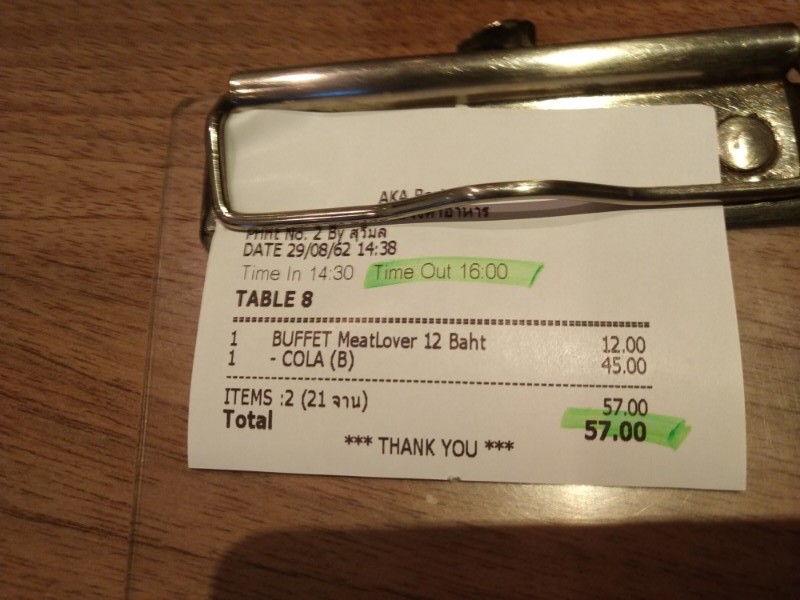 AKA
Print No. 2 By สุวิมล
DATE 29/08/62 14:38
Time In 14:30 Time Out 16:00
TABLE 8
1 BUFFET MeatLover 12 Baht 12.00
1 - COLA (B) 45.00
ITEMS :2 (21 จาน) 57.00
Total 57.00
*** THANK YOU ***